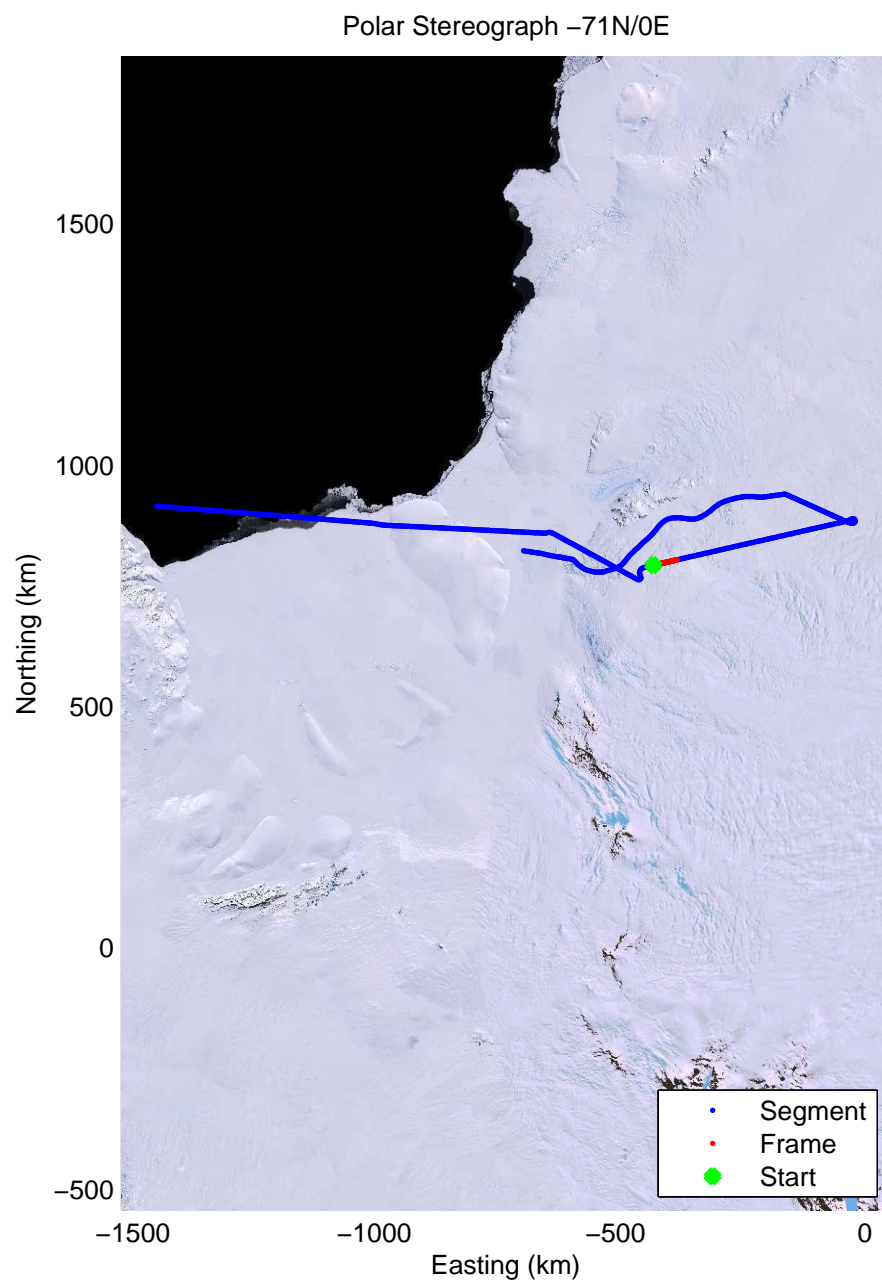 Polar Stereograph −71N/0E
1500
1000
500
0
−500
Northing (km)
−1500
−1000
−500
0
Easting (km)
Segment
Frame
Start